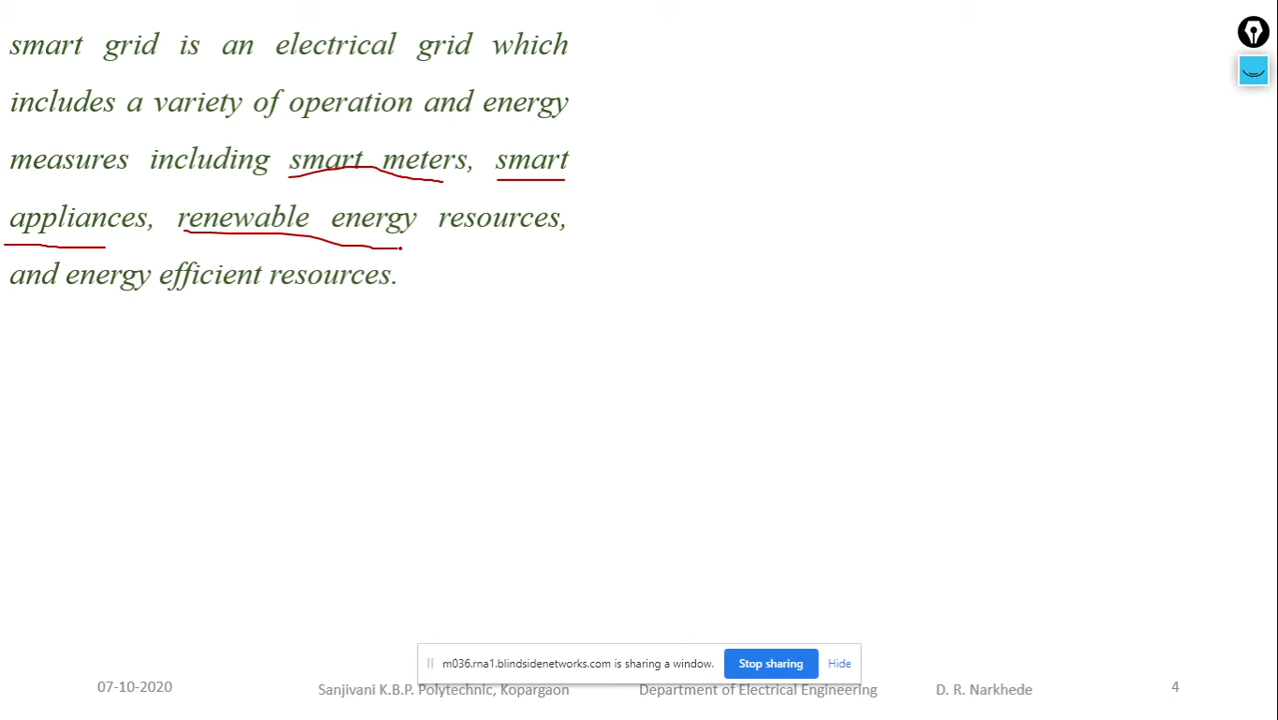 smart grid is an electrical grid which
includes a variety of operation and energy
measures including smart meters, smart
appliances, renewable energy resources,
and energy efficient resources.
m036.rna1.blindsidenetworks.com is sharing a window. Stop sharing Hide
07-10-2020 Sanjivani K.B.P. Polytechnic, Kopargaon Department of Electrical Engineering D. R. Narkhede 4